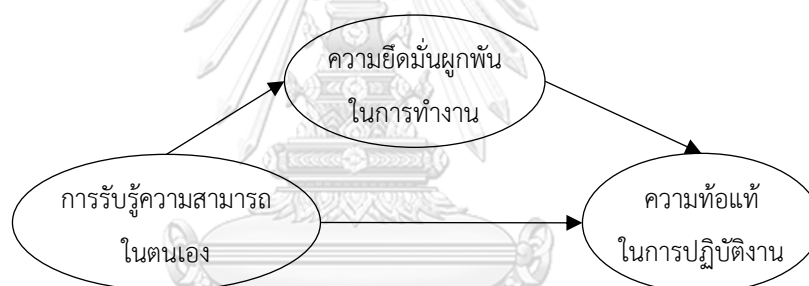 ความยึดมั่นผูกพัน
ในการทำงาน
การรับรู้ความสามารถ
ในตนเอง
ความท้อแท้
ในการปฏิบัติงาน